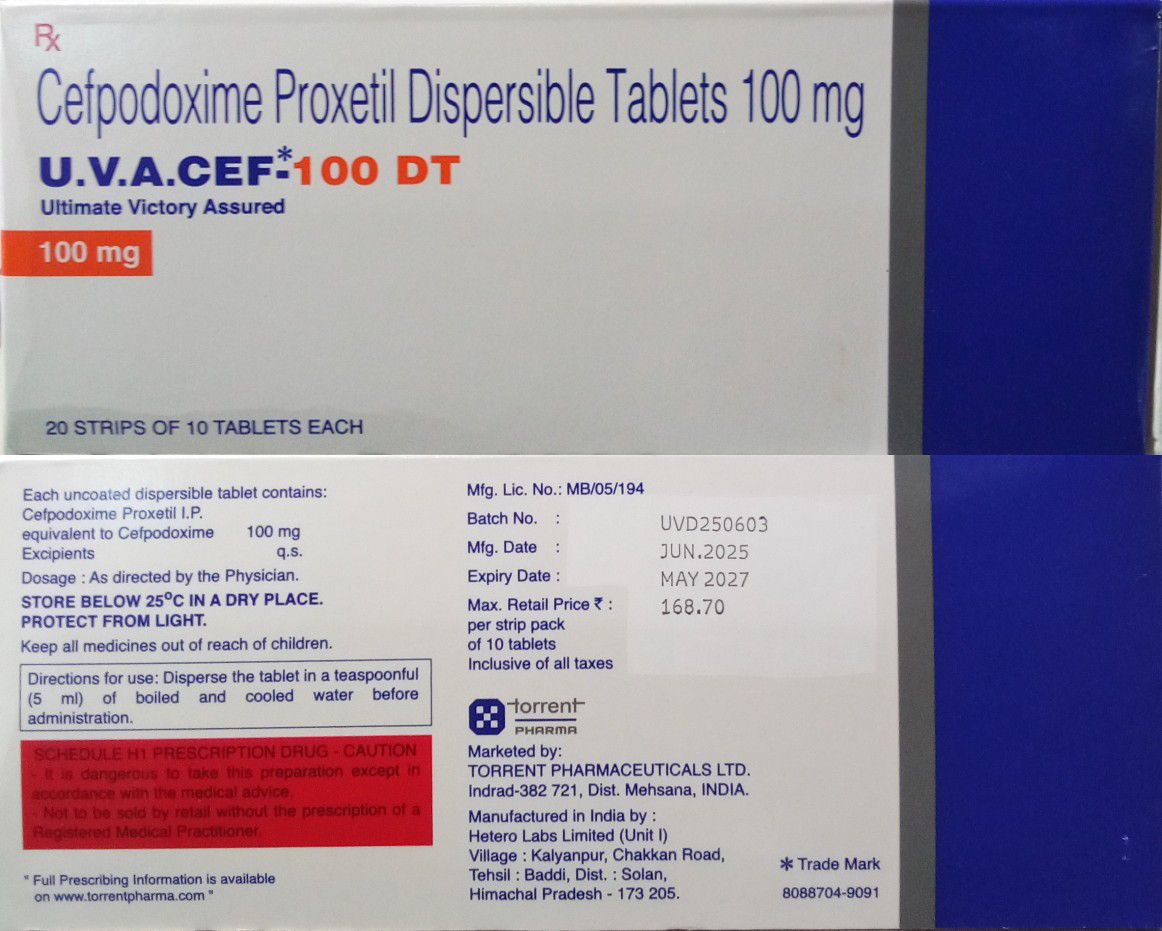 Rx
Cefpodoxime Proxetil Dispersible Tablets 100 mg
U.V.A.CEF*-100 DT
Ultimate Victory Assured
100 mg
20 STRIPS OF 10 TABLETS EACH
Each uncoated dispersible tablet contains:
Cefpodoxime Proxetil I.P.
equivalent to Cefpodoxime 100 mg
Excipients q.s.
Dosage : As directed by the Physician.
STORE BELOW 25°C IN A DRY PLACE.
PROTECT FROM LIGHT.
Keep all medicines out of reach of children.
Directions for use: Disperse the tablet in a teaspoonful
(5 ml) of boiled and cooled water before
administration.
SCHEDULE H1 PRESCRIPTION DRUG - CAUTION
- It is dangerous to take this preparation except in
accordance with the medical advice.
- Not to be sold by retail without the prescription of a
Registered Medical Practitioner.
" Full Prescribing Information is available
on www.torrentpharma.com "
Mfg. Lic. No.: MB/05/194
Batch No. : UVD250603
Mfg. Date : JUN.2025
Expiry Date : MAY 2027
Max. Retail Price ₹ : 168.70
per strip pack
of 10 tablets
Inclusive of all taxes
torrent
PHARMA
Marketed by:
TORRENT PHARMACEUTICALS LTD.
Indrad-382 721, Dist. Mehsana, INDIA.
Manufactured in India by :
Hetero Labs Limited (Unit I)
Village : Kalyanpur, Chakkan Road,
Tehsil : Baddi, Dist. : Solan,
Himachal Pradesh - 173 205.
* Trade Mark
8088704-9091